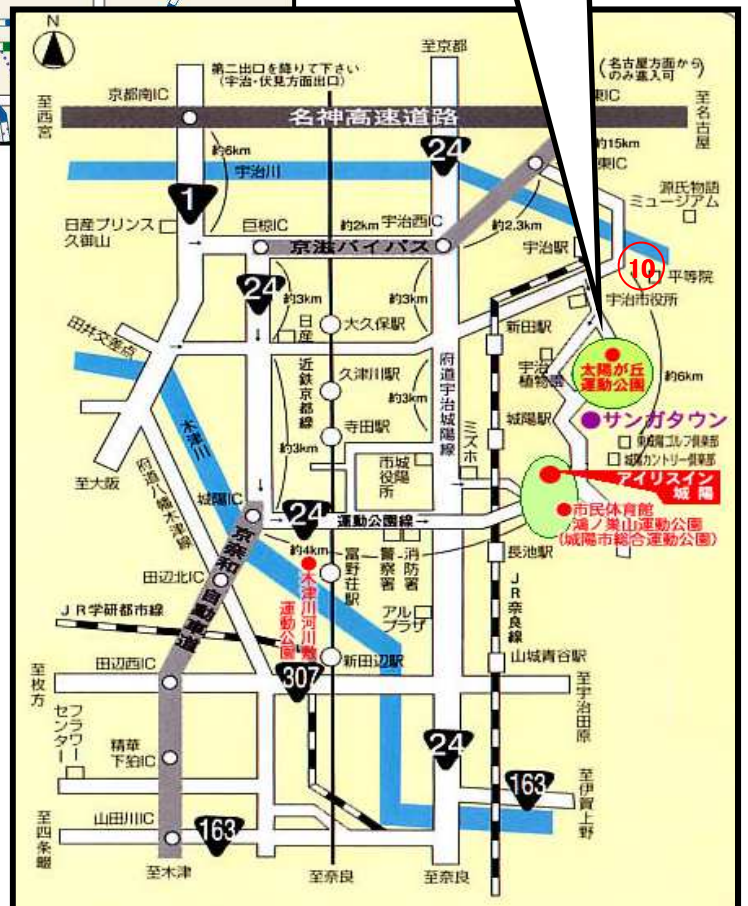 N
至京都
第二出口を降りて下さい
(宇治・伏見方面出口)
(名古屋方面から
のみ進入可)
京都南IC
東IC
至西宮
名神高速道路
至名古屋
約6km
24
約15km
東IC
宇治川
1
源氏物語
ミュージアム
日産プリンス
久御山
巨椋IC
約2km
宇治西IC
約2.3km
京滋バイパス
宇治駅
10
平等院
24
宇治市役所
約3km
約3km
日産
大久保駅
新田駅
田井交差点
近鉄京都線
府道宇治城陽線
宇治植物園
太陽が丘
運動公園
約6km
久津川駅
約3km
城陽駅
サンガタウン
木津川
寺田駅
約3km
ミズホ
東城陽ゴルフ倶楽部
城陽カントリー倶楽部
至大阪
府道八幡木津線
市城
役陽
所
アイリスイン
城陽
城陽IC
24
運動公園線→
市民体育館
鴻ノ巣山運動公園
(城陽市総合運動公園)
約4km
京奈和自動車道
富野荘駅
警察署
消防署
長池駅
田辺北IC
木津川河川敷
運動公園
JR奈良線
JR学研都市線
アル
プラザ
新田辺駅
山城青谷駅
田辺西IC
307
至枚方
至宇治田原
フラワー
センター
24
精華
下狛IC
163
至伊賀上野
山田川IC
163
至四条畷
至木津
至奈良
至奈良